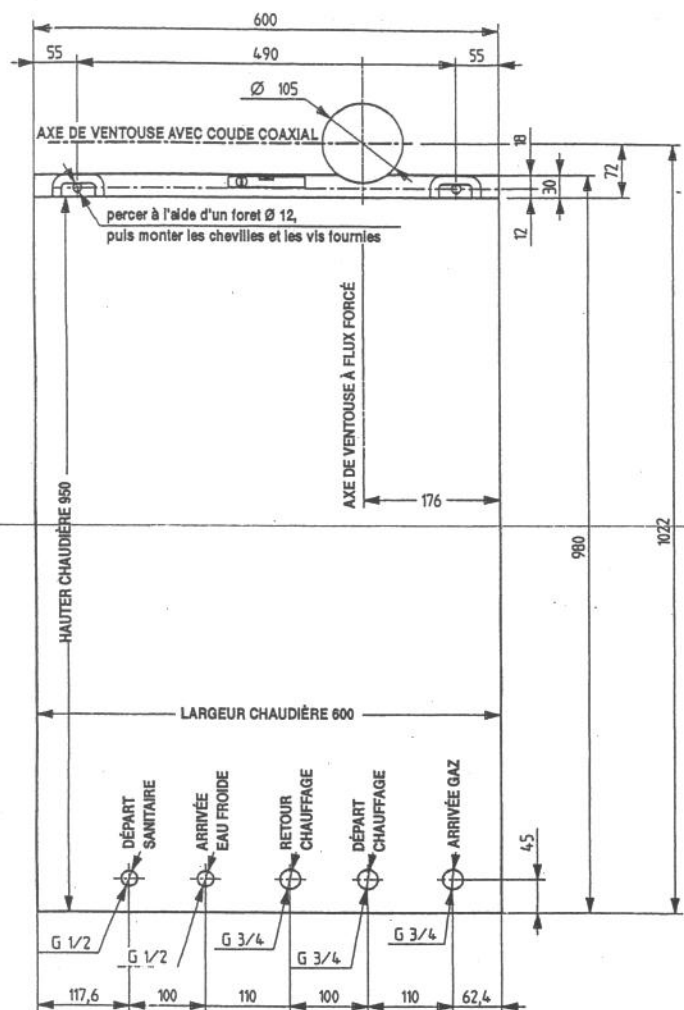 600
55
490
55
Ø 105
AXE DE VENTOUSE AVEC COUDE COAXIAL
18
72
30
12
percer à l'aide d'un foret Ø 12,
puis monter les chevilles et les vis fournies
AXE DE VENTOUSE À FLUX FORCÉ
176
HAUTER CHAUDIÈRE 950
980
1022
LARGEUR CHAUDIÈRE 600
DÉPART
SANITAIRE
ARRIVÉE
EAU FROIDE
RETOUR
CHAUFFAGE
DÉPART
CHAUFFAGE
ARRIVÉE GAZ
45
G 1/2
G 1/2
G 3/4
G 3/4
G 3/4
117,6
100
110
100
110
62,4